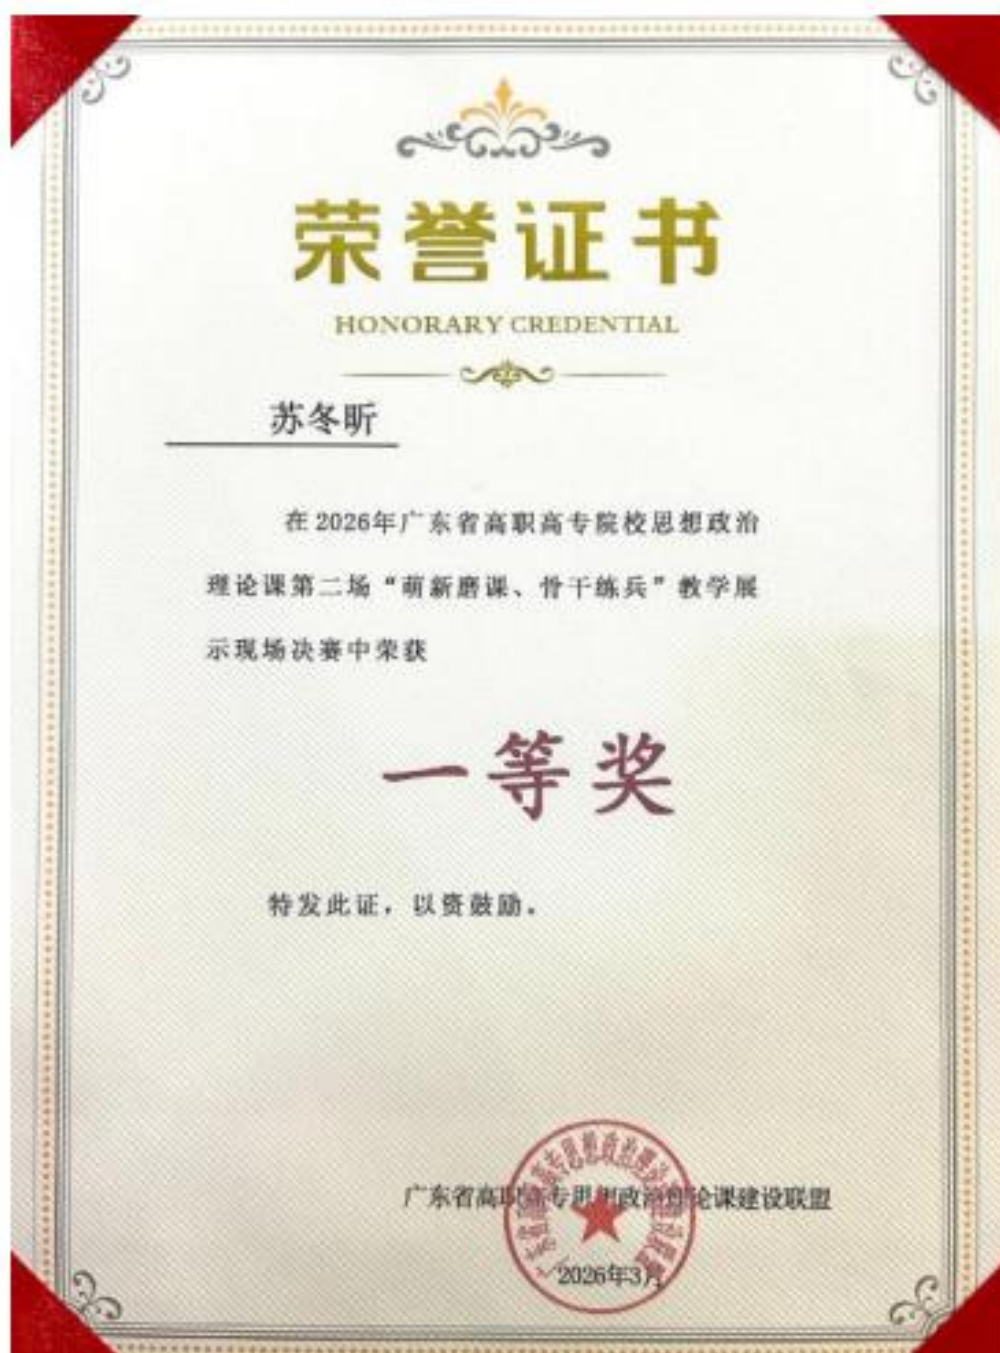 荣誉证书
HONORARY CREDENTIAL
苏冬昕
在2026年广东省高职高专院校思想政治
理论课第二场“萌新磨课、骨干练兵”教学展
示现场决赛中荣获
一等奖
特发此证，以资鼓励。
广东省高职高专思想政治理论课建设联盟
2026年3月